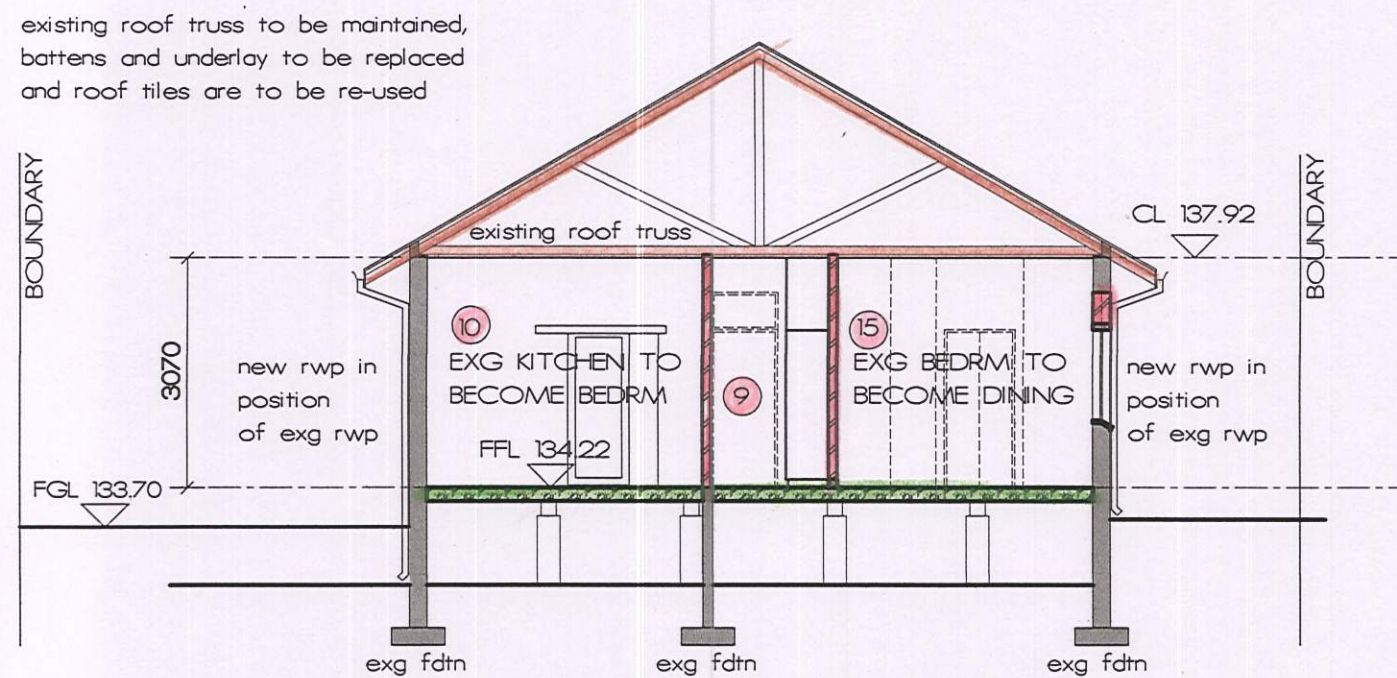 existing roof truss to be maintained,
battens and underlay to be replaced
and roof tiles are to be re-used
BOUNDARY
existing roof truss
CL 137.92
BOUNDARY
3070
10
EXG KITCHEN TO
BECOME BEDRM
9
15
EXG BEDRM TO
BECOME DINING
new rwp in
position
of exg rwp
new rwp in
position
of exg rwp
FFL 134.22
FGL 133.70
exg fdtn
exg fdtn
exg fdtn